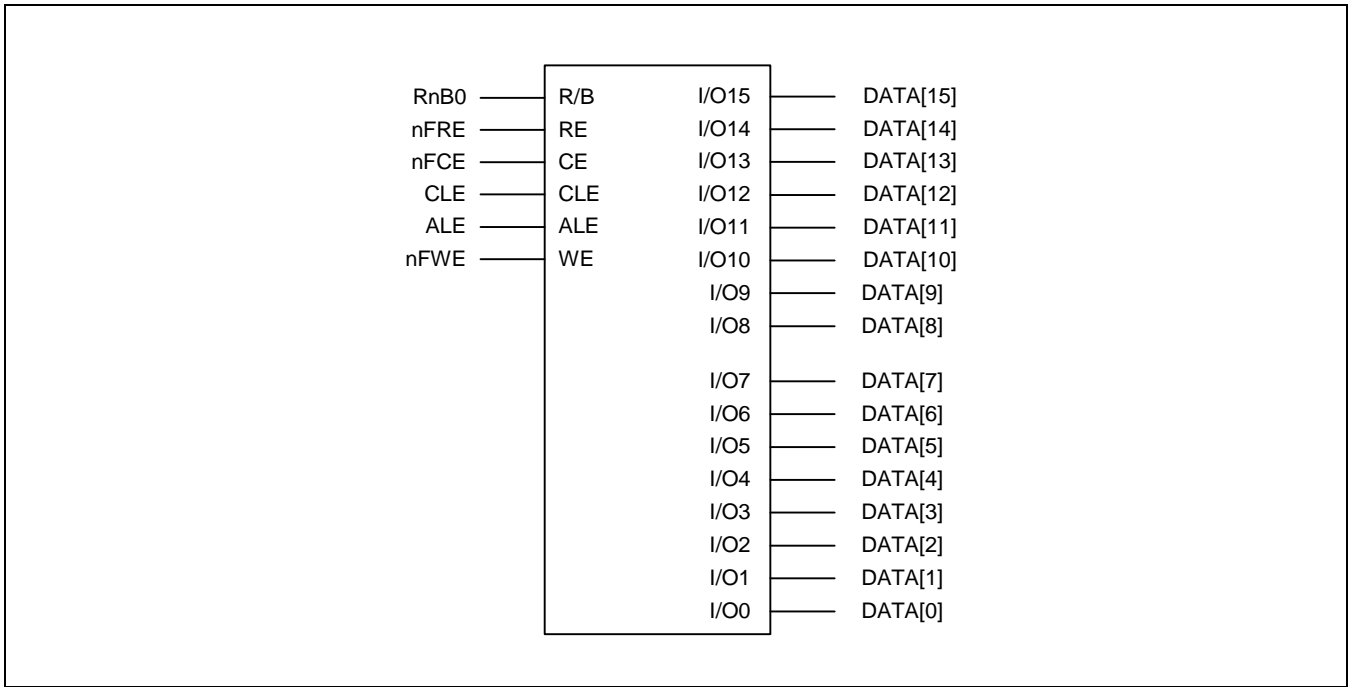 RnB0 R/B I/O15 DATA[15]
nFRE RE I/O14 DATA[14]
nFCE CE I/O13 DATA[13]
CLE CLE I/O12 DATA[12]
ALE ALE I/O11 DATA[11]
nFWE WE I/O10 DATA[10]
I/O9 DATA[9]
I/O8 DATA[8]
I/O7 DATA[7]
I/O6 DATA[6]
I/O5 DATA[5]
I/O4 DATA[4]
I/O3 DATA[3]
I/O2 DATA[2]
I/O1 DATA[1]
I/O0 DATA[0]